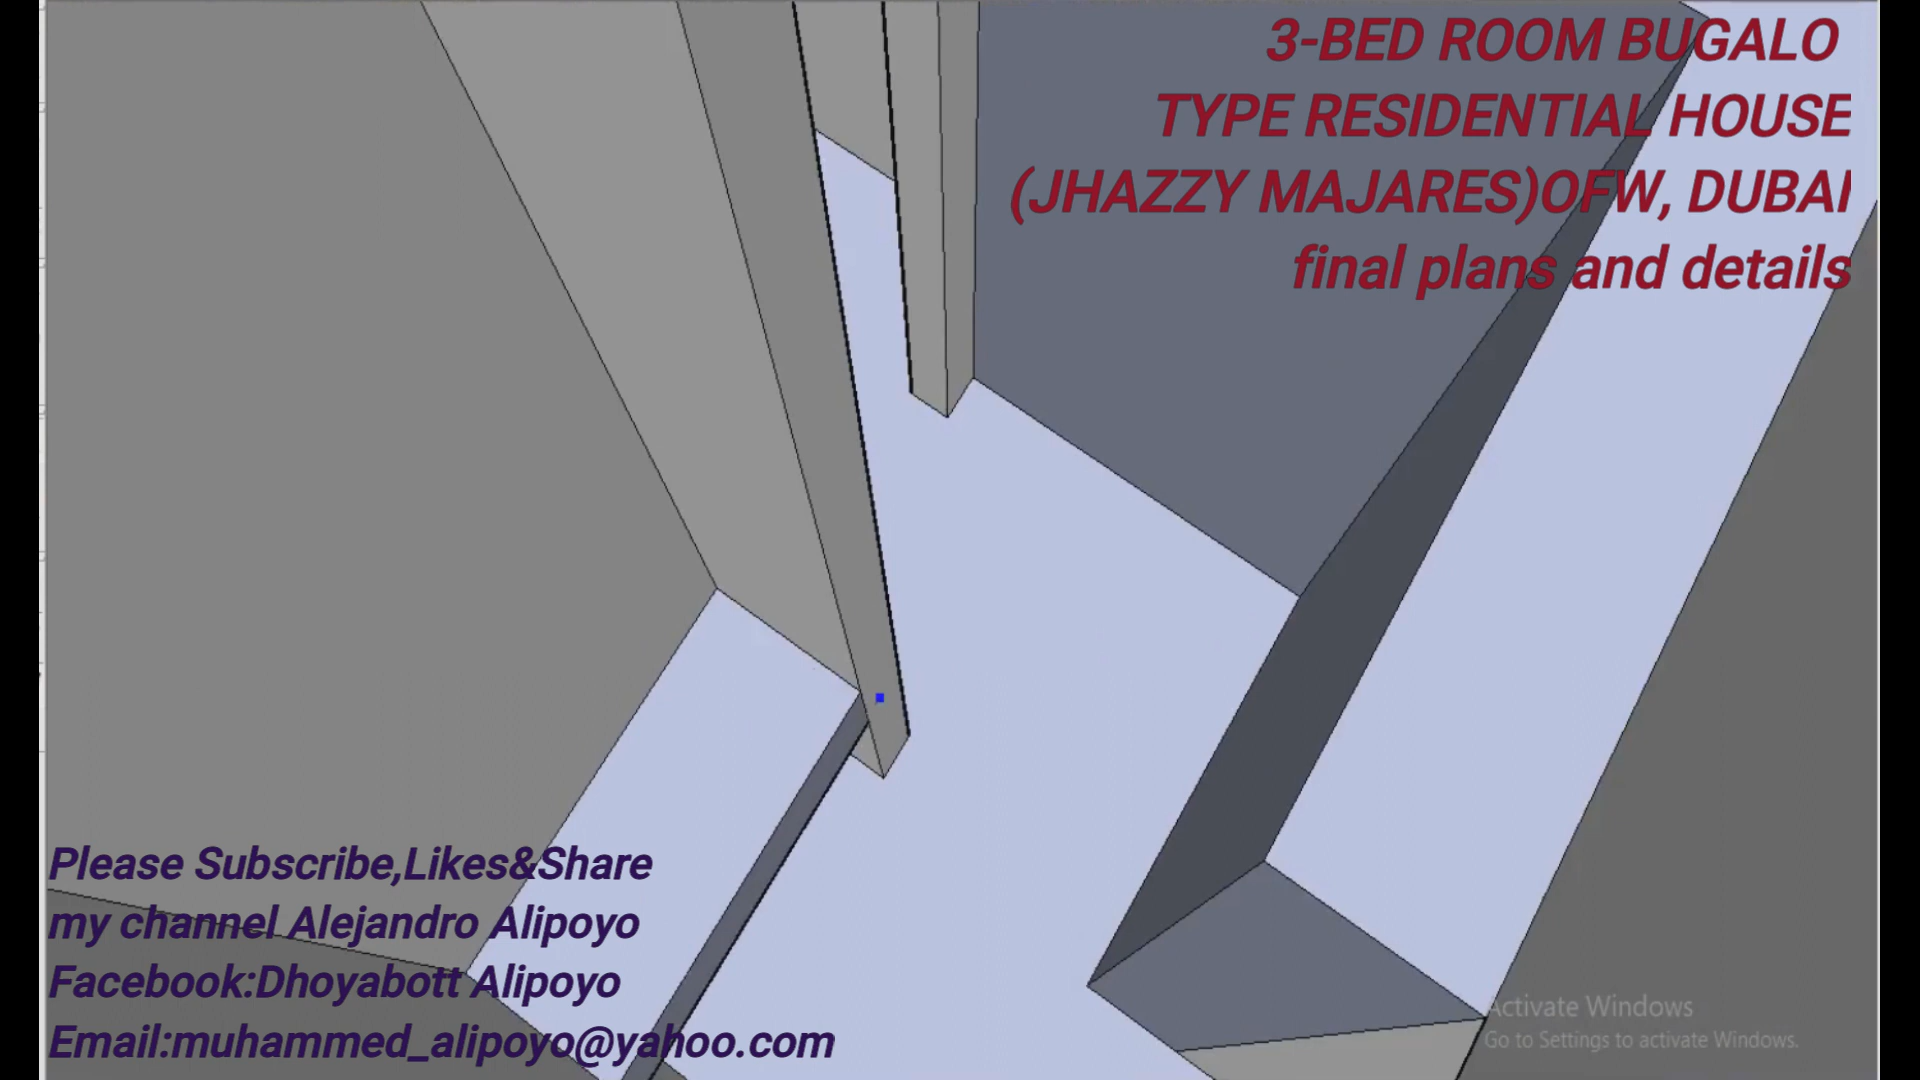 3-BED ROOM BUGALO
TYPE RESIDENTIAL HOUSE
(JHAZZY MAJARES)OFW, DUBAI
final plans and details
Please Subscribe,Likes&Share
my channel Alejandro Alipoyo
Facebook:Dhoyabott Alipoyo
Email:muhammed_alipoyo@yahoo.com
Activate Windows
Go to Settings to activate Windows.